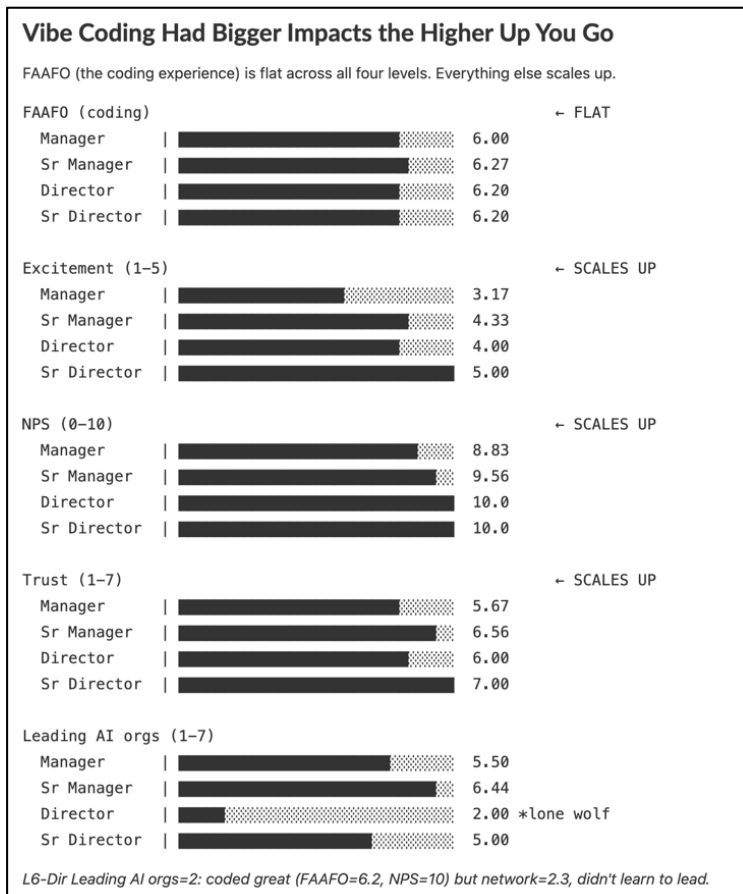 Vibe Coding Had Bigger Impacts the Higher Up You Go
FAAFO (the coding experience) is flat across all four levels. Everything else scales up.
FAAFO (coding) ← FLAT
Manager | 6.00
Sr Manager | 6.27
Director | 6.20
Sr Director | 6.20
Excitement (1–5) ← SCALES UP
Manager | 3.17
Sr Manager | 4.33
Director | 4.00
Sr Director | 5.00
NPS (0–10) ← SCALES UP
Manager | 8.83
Sr Manager | 9.56
Director | 10.0
Sr Director | 10.0
Trust (1–7) ← SCALES UP
Manager | 5.67
Sr Manager | 6.56
Director | 6.00
Sr Director | 7.00
Leading AI orgs (1–7)
Manager | 5.50
Sr Manager | 6.44
Director | 2.00 *lone wolf
Sr Director | 5.00
L6-Dir Leading AI orgs=2: coded great (FAAFO=6.2, NPS=10) but network=2.3, didn't learn to lead.